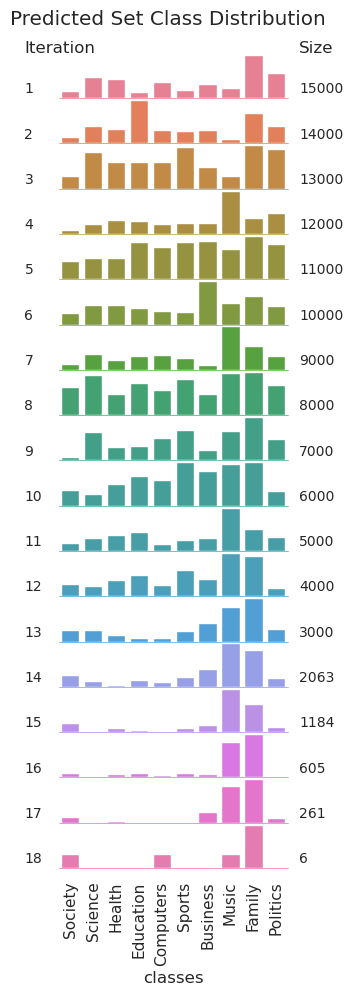 Predicted Set Class Distribution
Iteration Size
1 15000
2 14000
3 13000
4 12000
5 11000
6 10000
7 9000
8 8000
9 7000
10 6000
11 5000
12 4000
13 3000
14 2063
15 1184
16 605
17 261
18 6
Society
Science
Health
Education
Computers
Sports
Business
Music
Family
Politics
classes